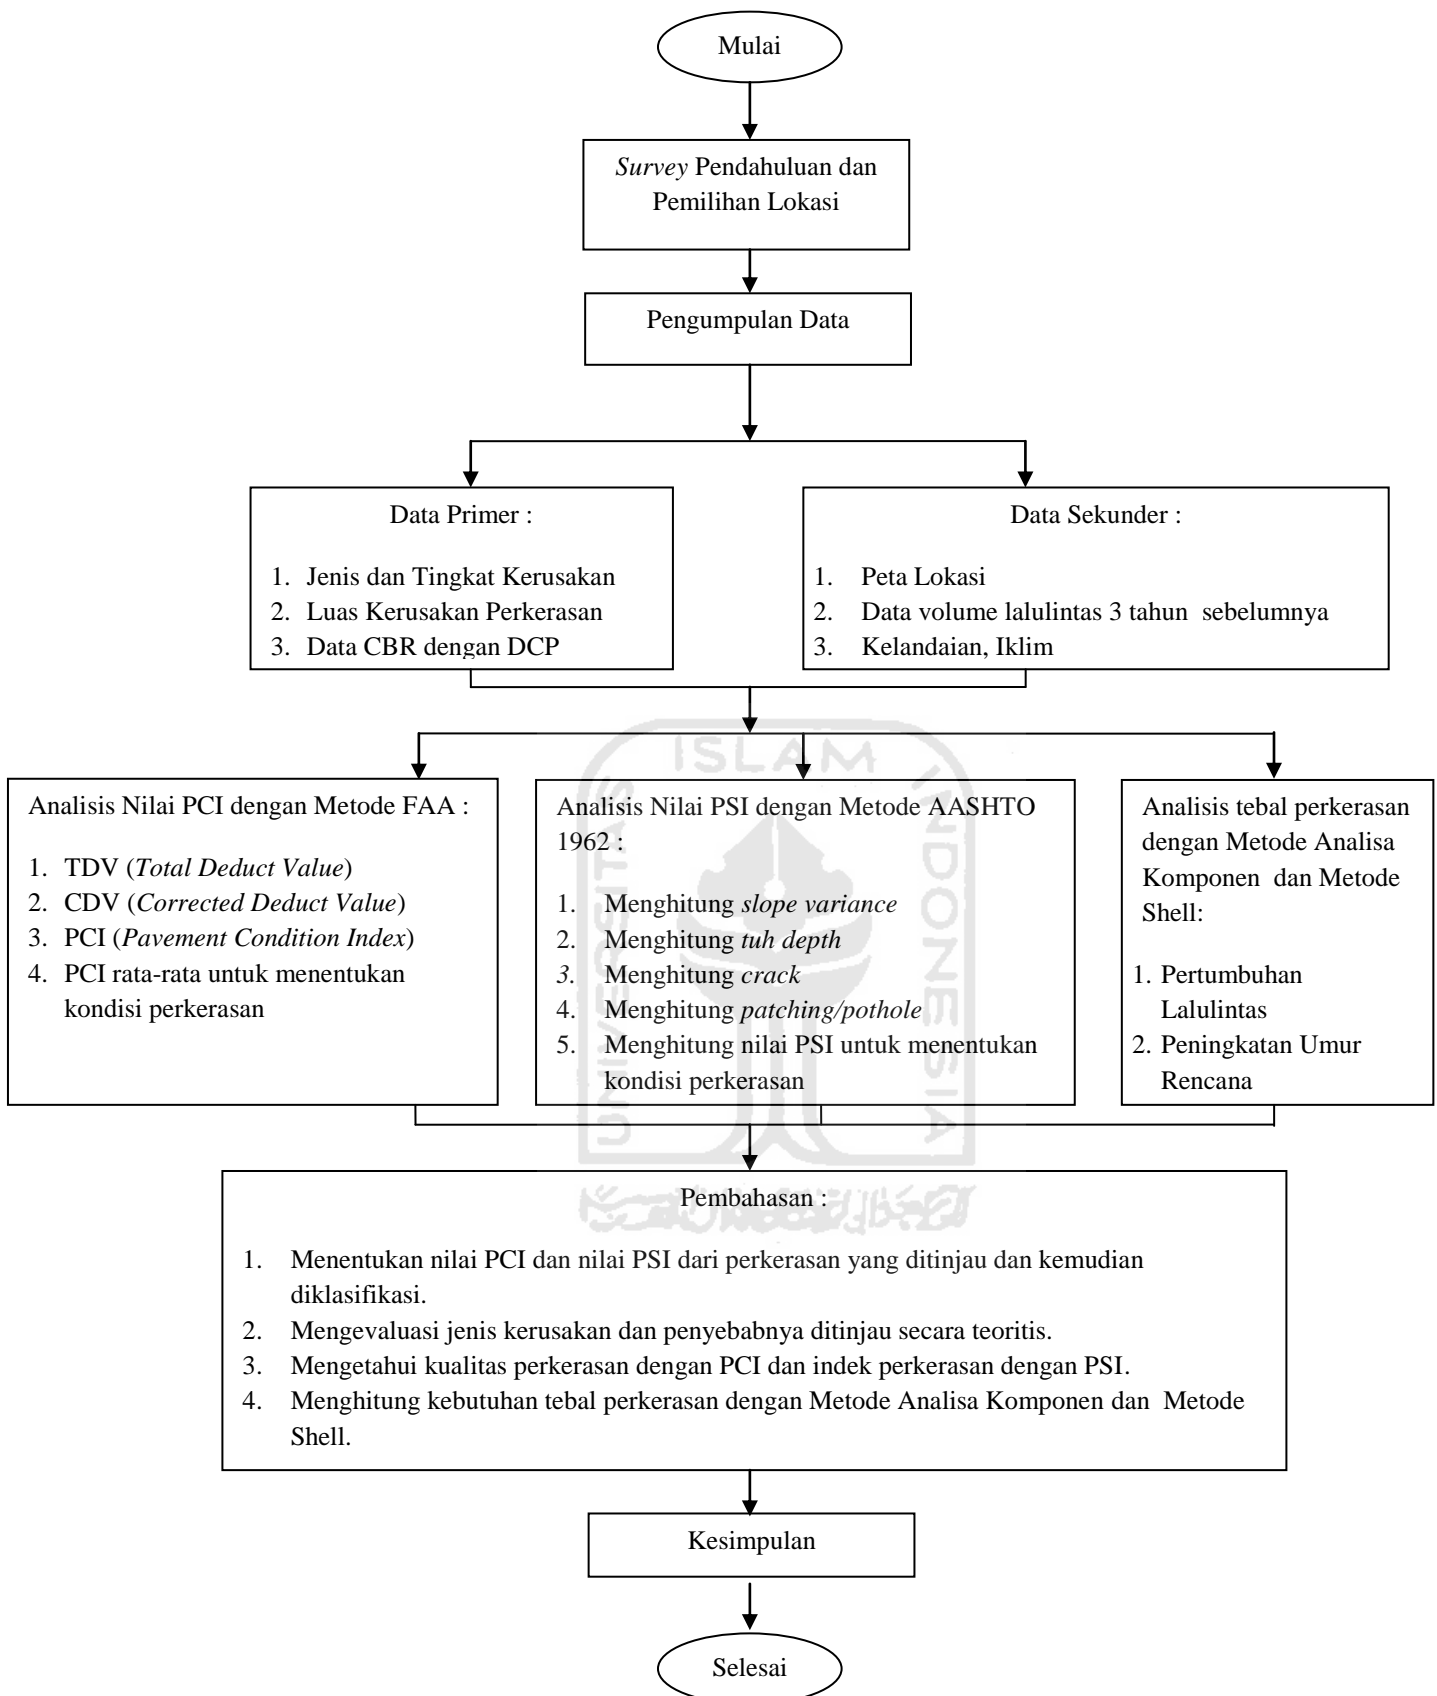 Mulai
Survey Pendahuluan dan
Pemilihan Lokasi
Pengumpulan Data
Data Primer :
1. Jenis dan Tingkat Kerusakan
2. Luas Kerusakan Perkerasan
3. Data CBR dengan DCP
Data Sekunder :
1. Peta Lokasi
2. Data volume lalulintas 3 tahun sebelumnya
3. Kelandaian, Iklim
Analisis Nilai PCI dengan Metode FAA :
1. TDV (Total Deduct Value)
2. CDV (Corrected Deduct Value)
3. PCI (Pavement Condition Index)
4. PCI rata-rata untuk menentukan
kondisi perkerasan
Analisis Nilai PSI dengan Metode AASHTO
1962 :
1. Menghitung slope variance
2. Menghitung tuh depth
3. Menghitung crack
4. Menghitung patching/pothole
5. Menghitung nilai PSI untuk menentukan
kondisi perkerasan
Analisis tebal perkerasan
dengan Metode Analisa
Komponen dan Metode
Shell:
1. Pertumbuhan
Lalulintas
2. Peningkatan Umur
Rencana
UNIVERSITAS
ISLAM
INDONESIA
Pembahasan :
1. Menentukan nilai PCI dan nilai PSI dari perkerasan yang ditinjau dan kemudian
diklasifikasi.
2. Mengevaluasi jenis kerusakan dan penyebabnya ditinjau secara teoritis.
3. Mengetahui kualitas perkerasan dengan PCI dan indek perkerasan dengan PSI.
4. Menghitung kebutuhan tebal perkerasan dengan Metode Analisa Komponen dan Metode
Shell.
Kesimpulan
Selesai